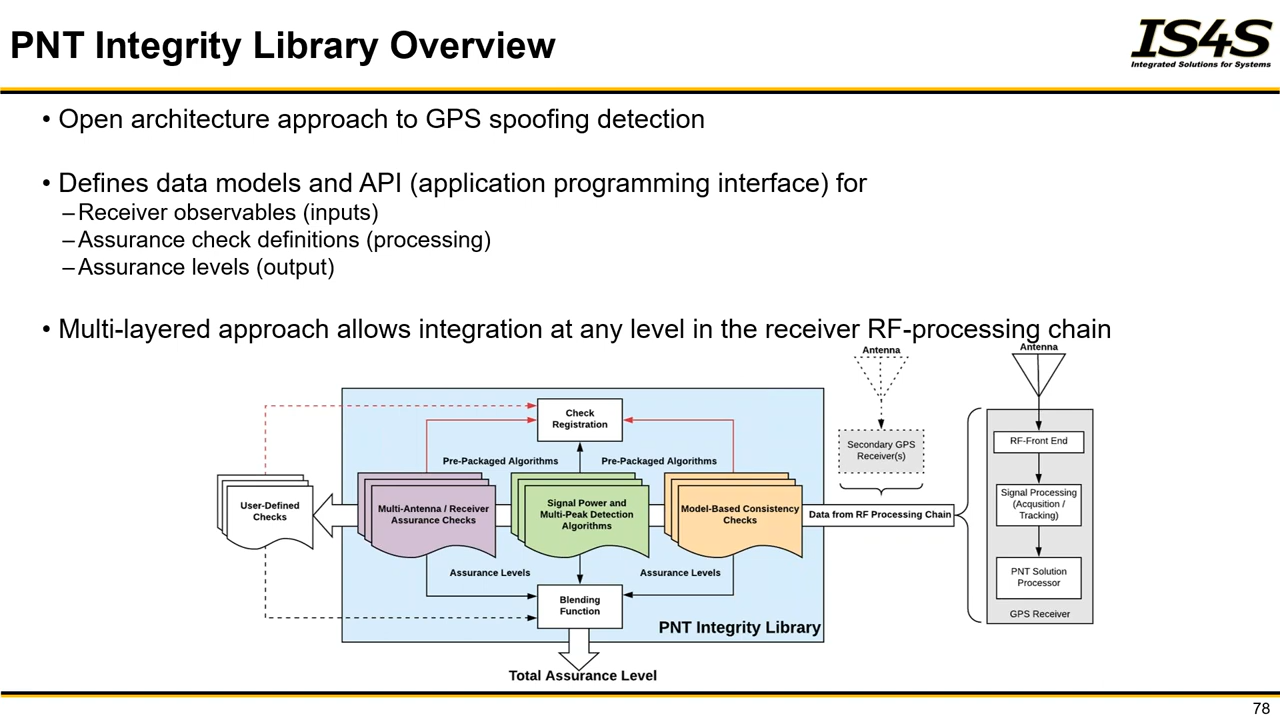 PNT Integrity Library Overview
IS4S
Integrated Solutions for Systems
• Open architecture approach to GPS spoofing detection
• Defines data models and API (application programming interface) for
–Receiver observables (inputs)
–Assurance check definitions (processing)
–Assurance levels (output)
• Multi-layered approach allows integration at any level in the receiver RF-processing chain
Antenna
Antenna
Check
Registration
Secondary GPS
Receiver(s)
RF-Front End
Pre-Packaged Algorithms
Pre-Packaged Algorithms
User-Defined
Checks
Multi-Antenna / Receiver
Assurance Checks
Signal Power and
Multi-Peak Detection
Algorithms
Model-Based Consistency
Checks
Data from RF Processing Chain
Signal Processing
(Acqusition /
Tracking)
Assurance Levels
Assurance Levels
PNT Solution
Processor
Blending
Function
GPS Receiver
PNT Integrity Library
Total Assurance Level
78